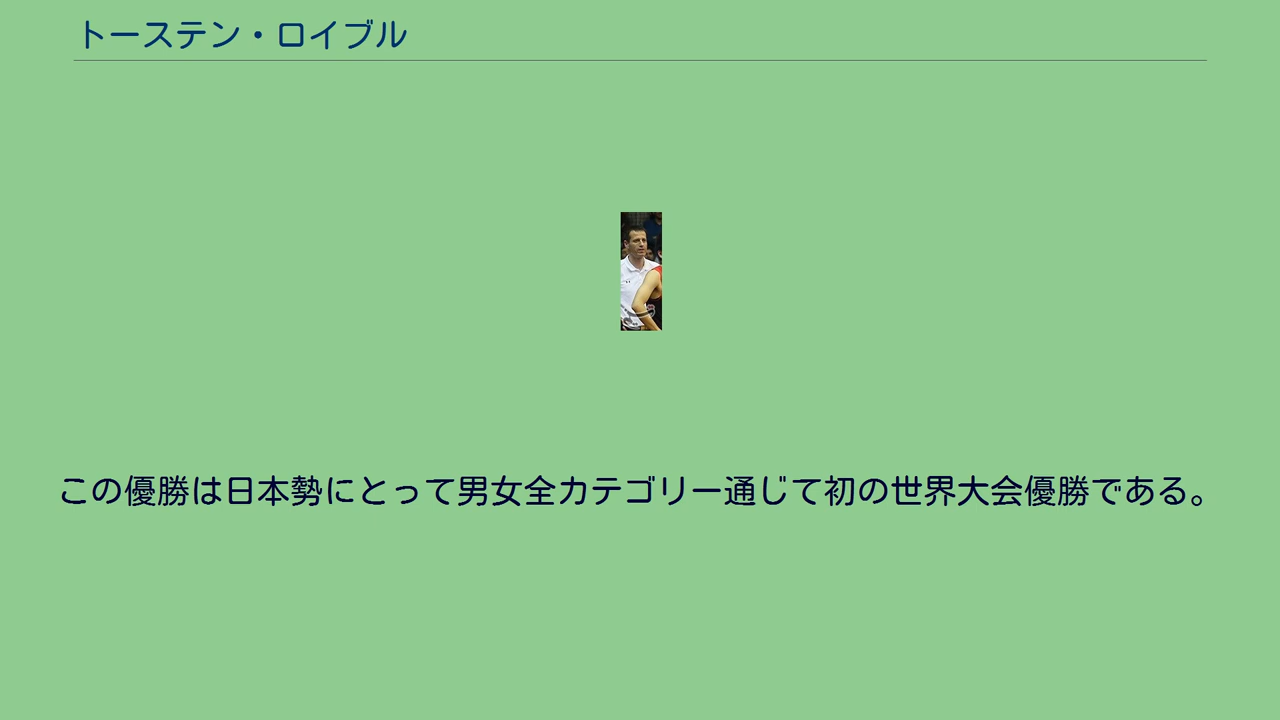 トーステン・ロイブル
この優勝は日本勢にとって男女全カテゴリー通じて初の世界大会優勝である。